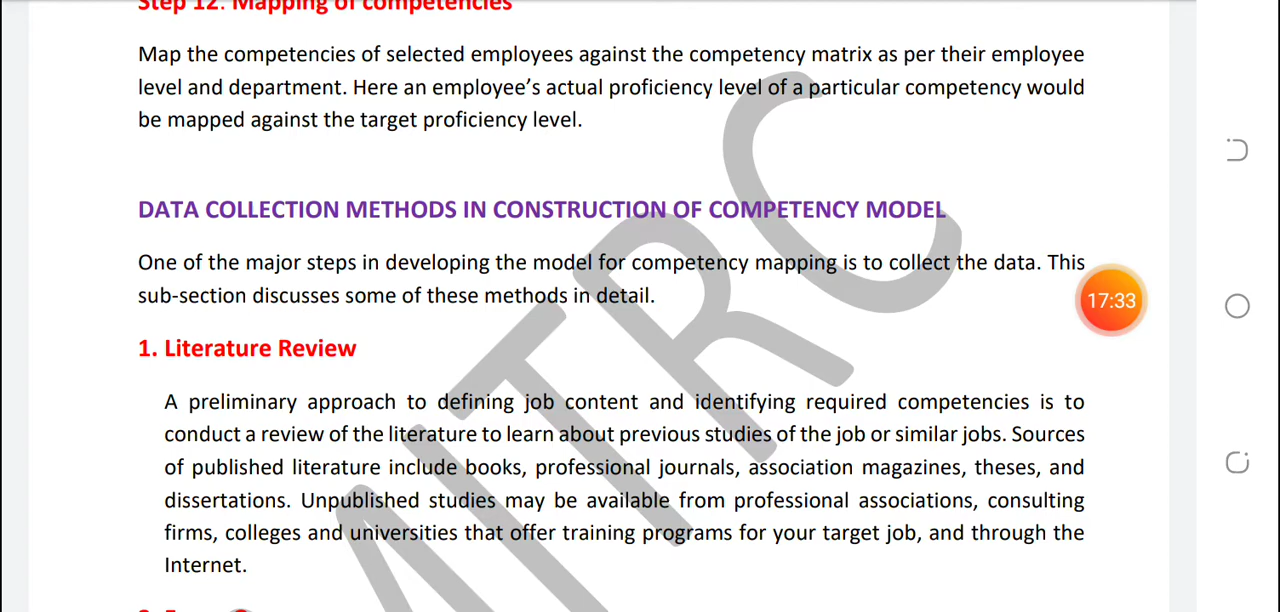 Step 12: Mapping of competencies
Map the competencies of selected employees against the competency matrix as per their employee
level and department. Here an employee’s actual proficiency level of a particular competency would
be mapped against the target proficiency level.
DATA COLLECTION METHODS IN CONSTRUCTION OF COMPETENCY MODEL
One of the major steps in developing the model for competency mapping is to collect the data. This
sub-section discusses some of these methods in detail.
17:33
1. Literature Review
A preliminary approach to defining job content and identifying required competencies is to
conduct a review of the literature to learn about previous studies of the job or similar jobs. Sources
of published literature include books, professional journals, association magazines, theses, and
dissertations. Unpublished studies may be available from professional associations, consulting
firms, colleges and universities that offer training programs for your target job, and through the
Internet.
MITRC